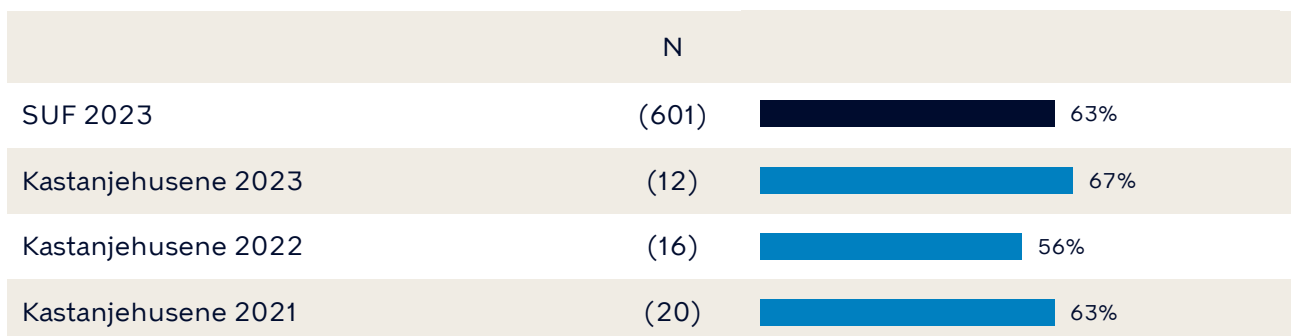 N
SUF 2023 (601) 63%
Kastanjehusene 2023 (12) 67%
Kastanjehusene 2022 (16) 56%
Kastanjehusene 2021 (20) 63%